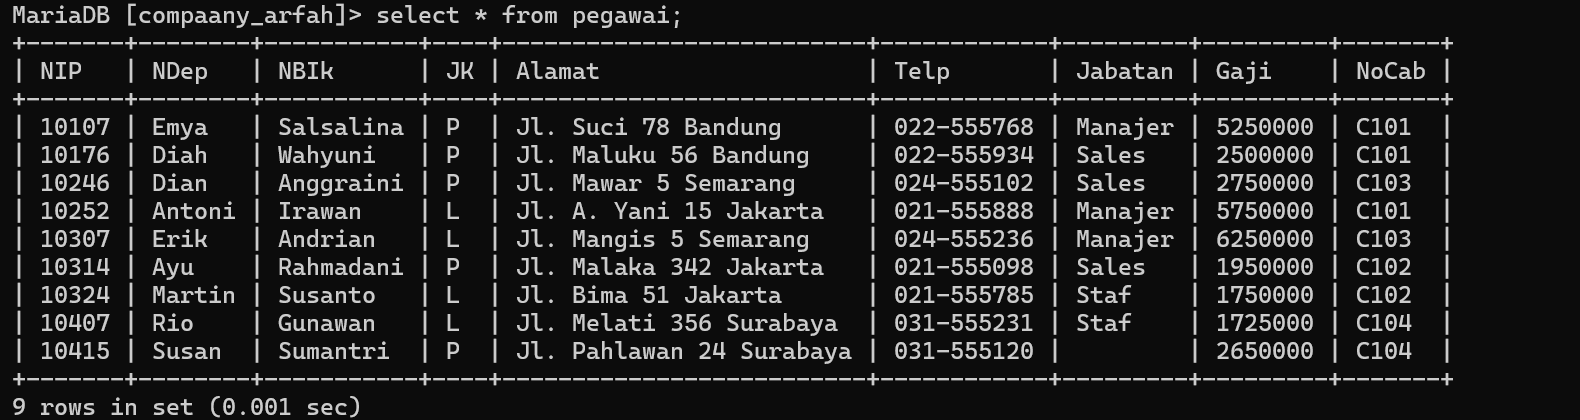 MariaDB [compaany_arfah]> select * from pegawai;
+-------+--------+-----------+----+--------------------------+------------+---------+---------+-------+
| NIP   | NDep   | NBIk      | JK | Alamat                   | Telp       | Jabatan | Gaji    | NoCab |
+-------+--------+-----------+----+--------------------------+------------+---------+---------+-------+
| 10107 | Emya   | Salsalina | P  | Jl. Suci 78 Bandung      | 022-555768 | Manajer | 5250000 | C101  |
| 10176 | Diah   | Wahyuni   | P  | Jl. Maluku 56 Bandung    | 022-555934 | Sales   | 2500000 | C101  |
| 10246 | Dian   | Anggraini | P  | Jl. Mawar 5 Semarang     | 024-555102 | Sales   | 2750000 | C103  |
| 10252 | Antoni | Irawan    | L  | Jl. A. Yani 15 Jakarta   | 021-555888 | Manajer | 5750000 | C101  |
| 10307 | Erik   | Andrian   | L  | Jl. Mangis 5 Semarang    | 024-555236 | Manajer | 6250000 | C103  |
| 10314 | Ayu    | Rahmadani | P  | Jl. Malaka 342 Jakarta   | 021-555098 | Sales   | 1950000 | C102  |
| 10324 | Martin | Susanto   | L  | Jl. Bima 51 Jakarta      | 021-555785 | Staf    | 1750000 | C102  |
| 10407 | Rio    | Gunawan   | L  | Jl. Melati 356 Surabaya  | 031-555231 | Staf    | 1725000 | C104  |
| 10415 | Susan  | Sumantri  | P  | Jl. Pahlawan 24 Surabaya | 031-555120 |         | 2650000 | C104  |
+-------+--------+-----------+----+--------------------------+------------+---------+---------+-------+
9 rows in set (0.001 sec)